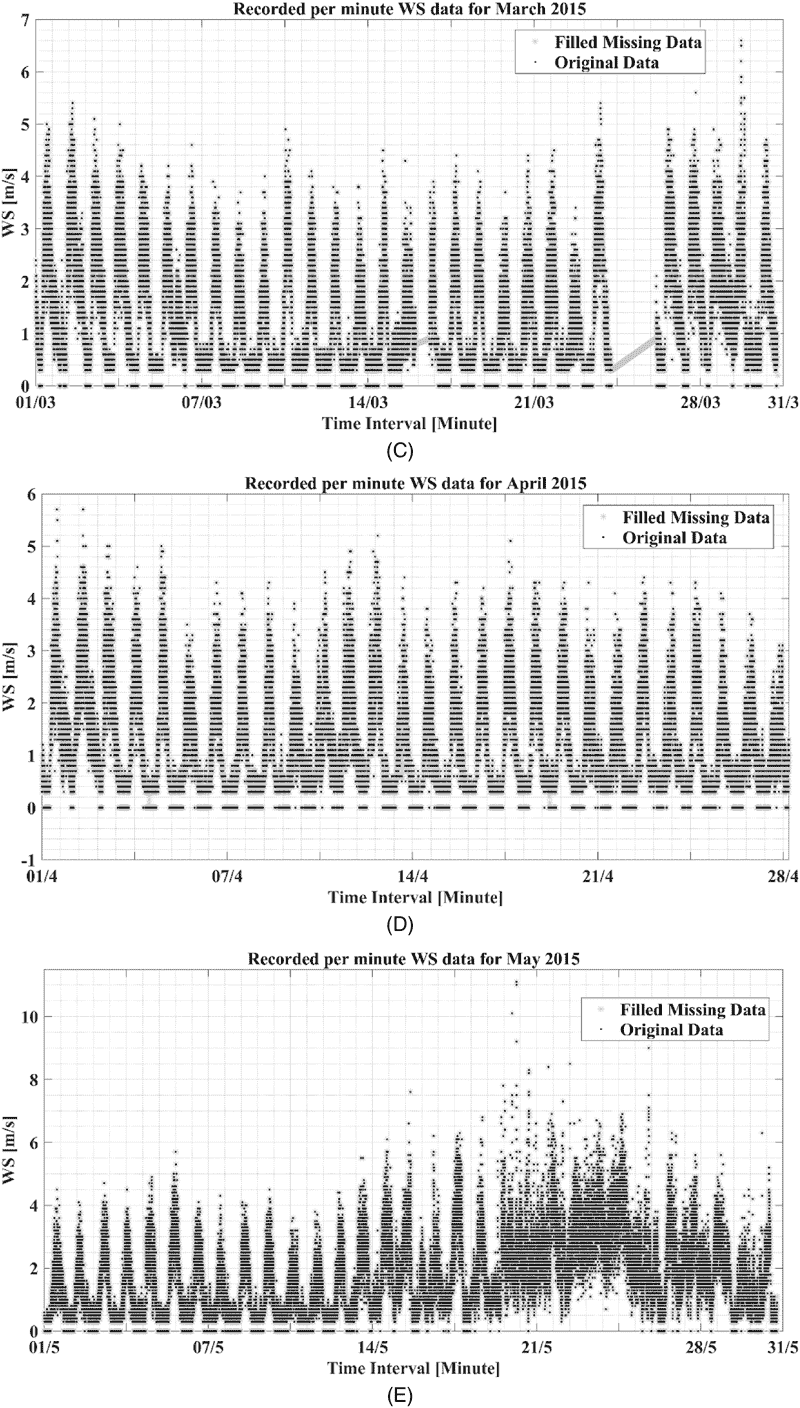 Recorded per minute WS data for March 2015
7
6
5
4
3
2
1
0
WS [m/s]
Filled Missing Data
Original Data
01/03
07/03
14/03
21/03
28/03
31/3
Time Interval [Minute]
(C)
Recorded per minute WS data for April 2015
6
5
4
3
2
1
0
-1
WS [m/s]
Filled Missing Data
Original Data
01/4
07/4
14/4
21/4
28/4
Time Interval [Minute]
(D)
Recorded per minute WS data for May 2015
10
8
6
4
2
0
WS [m/s]
Filled Missing Data
Original Data
01/5
07/5
14/5
21/5
28/5
31/5
Time Interval [Minute]
(E)